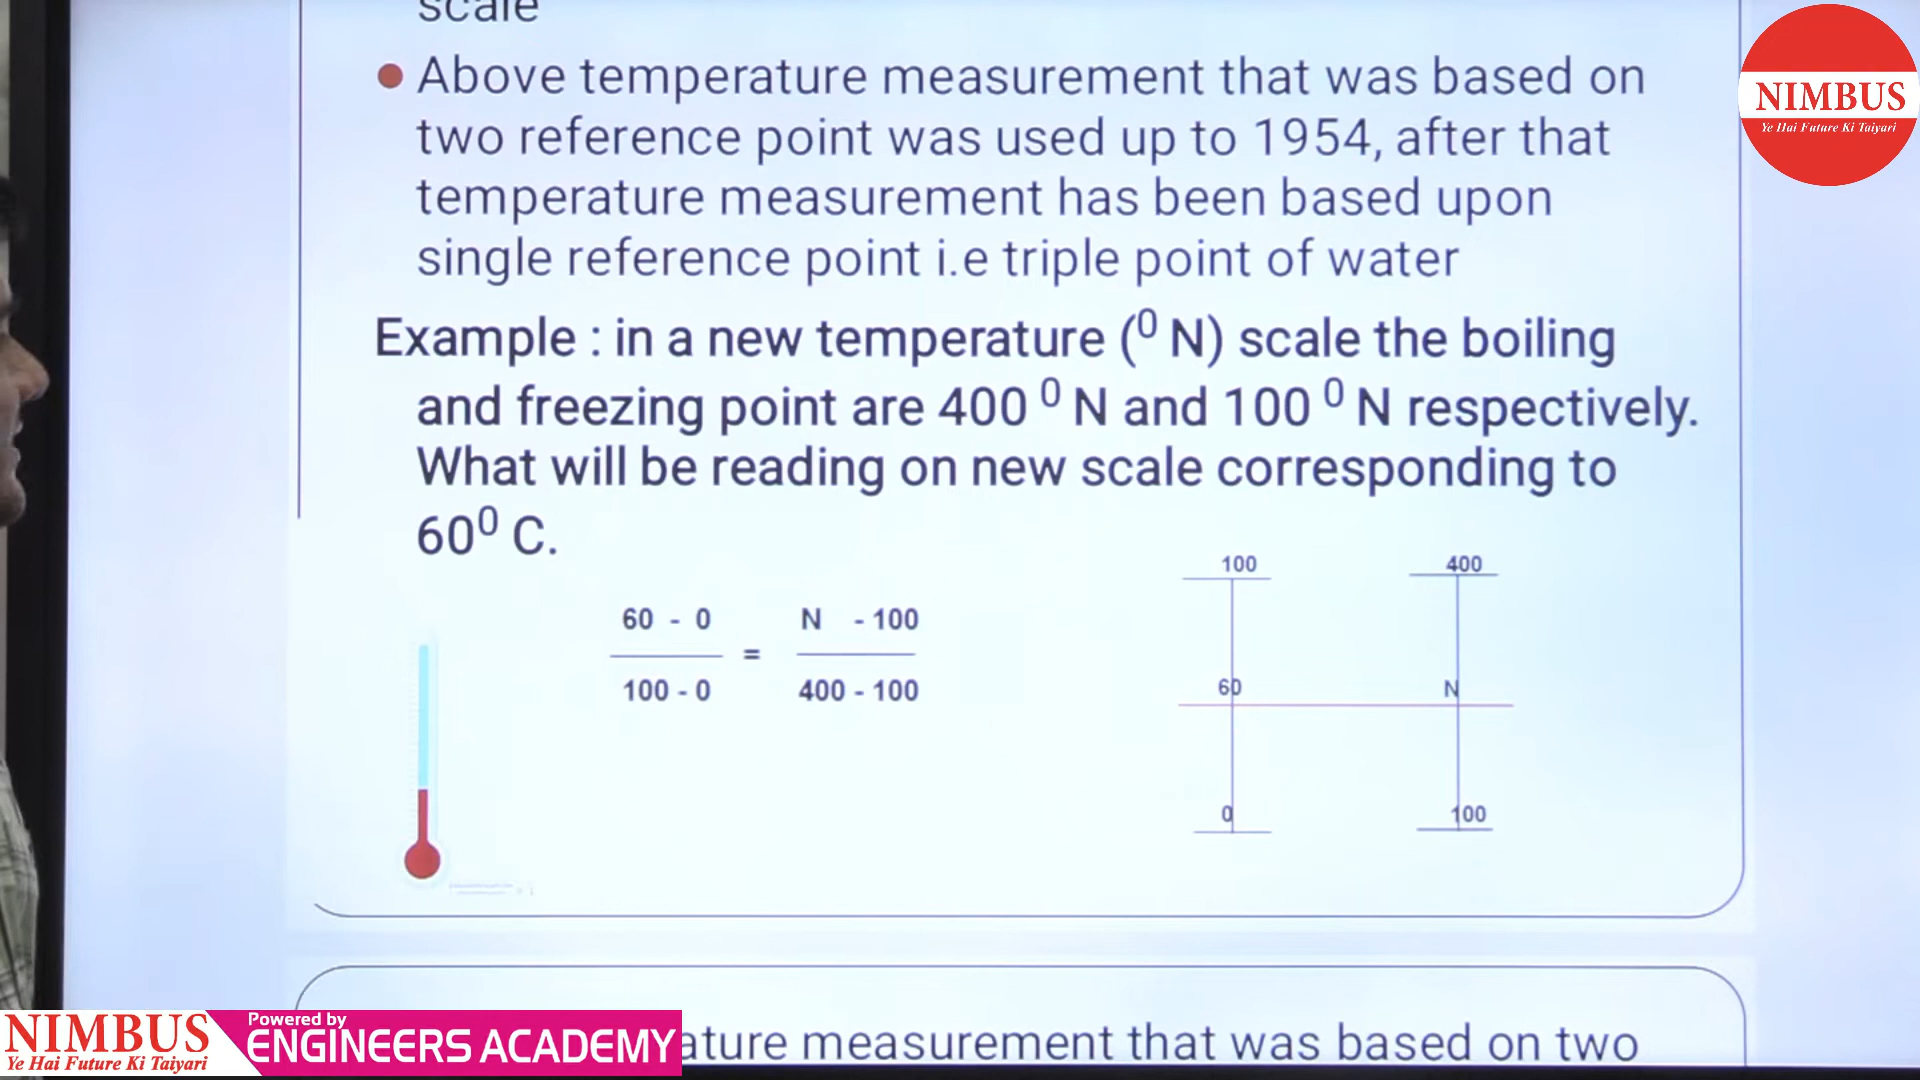 scale
Above temperature measurement that was based on
two reference point was used up to 1954, after that
temperature measurement has been based upon
single reference point i.e triple point of water
Example : in a new temperature (⁰ N) scale the boiling
and freezing point are 400 ⁰ N and 100 ⁰ N respectively.
What will be reading on new scale corresponding to
60⁰ C.
60 - 0
100 - 0
=
N - 100
400 - 100
100
400
60
N
0
100
NIMBUS
Ye Hai Future Ki Taiyari
NIMBUS
Ye Hai Future Ki Taiyari
Powered by
ENGINEERS ACADEMY
ature measurement that was based on two